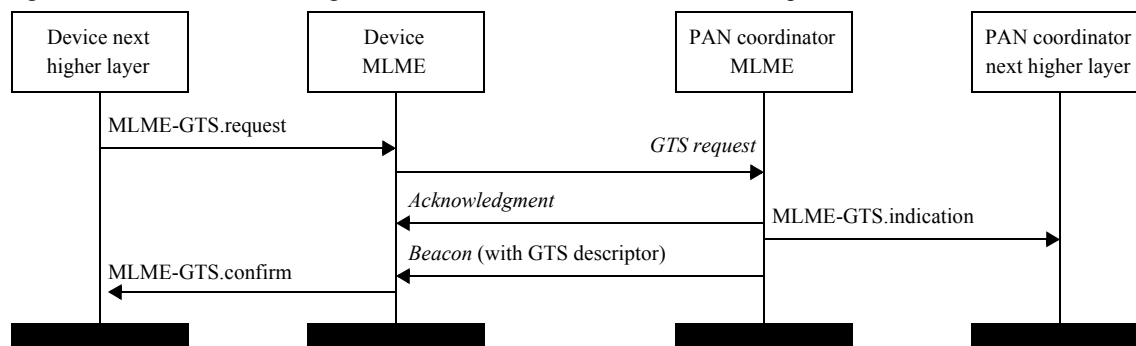 Device next
higher layer
Device
MLME
PAN coordinator
MLME
PAN coordinator
next higher layer
MLME-GTS.request
GTS request
Acknowledgment
MLME-GTS.indication
Beacon (with GTS descriptor)
MLME-GTS.confirm